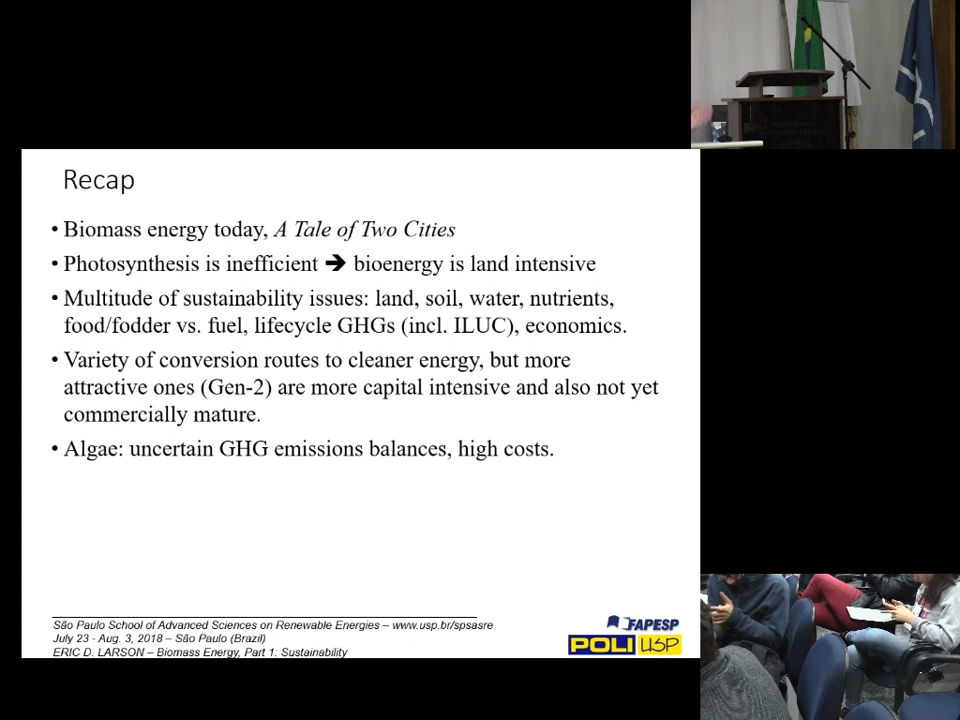 Recap
• Biomass energy today, A Tale of Two Cities
• Photosynthesis is inefficient ➔ bioenergy is land intensive
• Multitude of sustainability issues: land, soil, water, nutrients,
food/fodder vs. fuel, lifecycle GHGs (incl. ILUC), economics.
• Variety of conversion routes to cleaner energy, but more
attractive ones (Gen-2) are more capital intensive and also not yet
commercially mature.
• Algae: uncertain GHG emissions balances, high costs.
São Paulo School of Advanced Sciences on Renewable Energies – www.usp.br/spsasre
July 23 - Aug. 3, 2018 – São Paulo (Brazil)
ERIC D. LARSON – Biomass Energy, Part 1: Sustainability
FAPESP
POLI USP